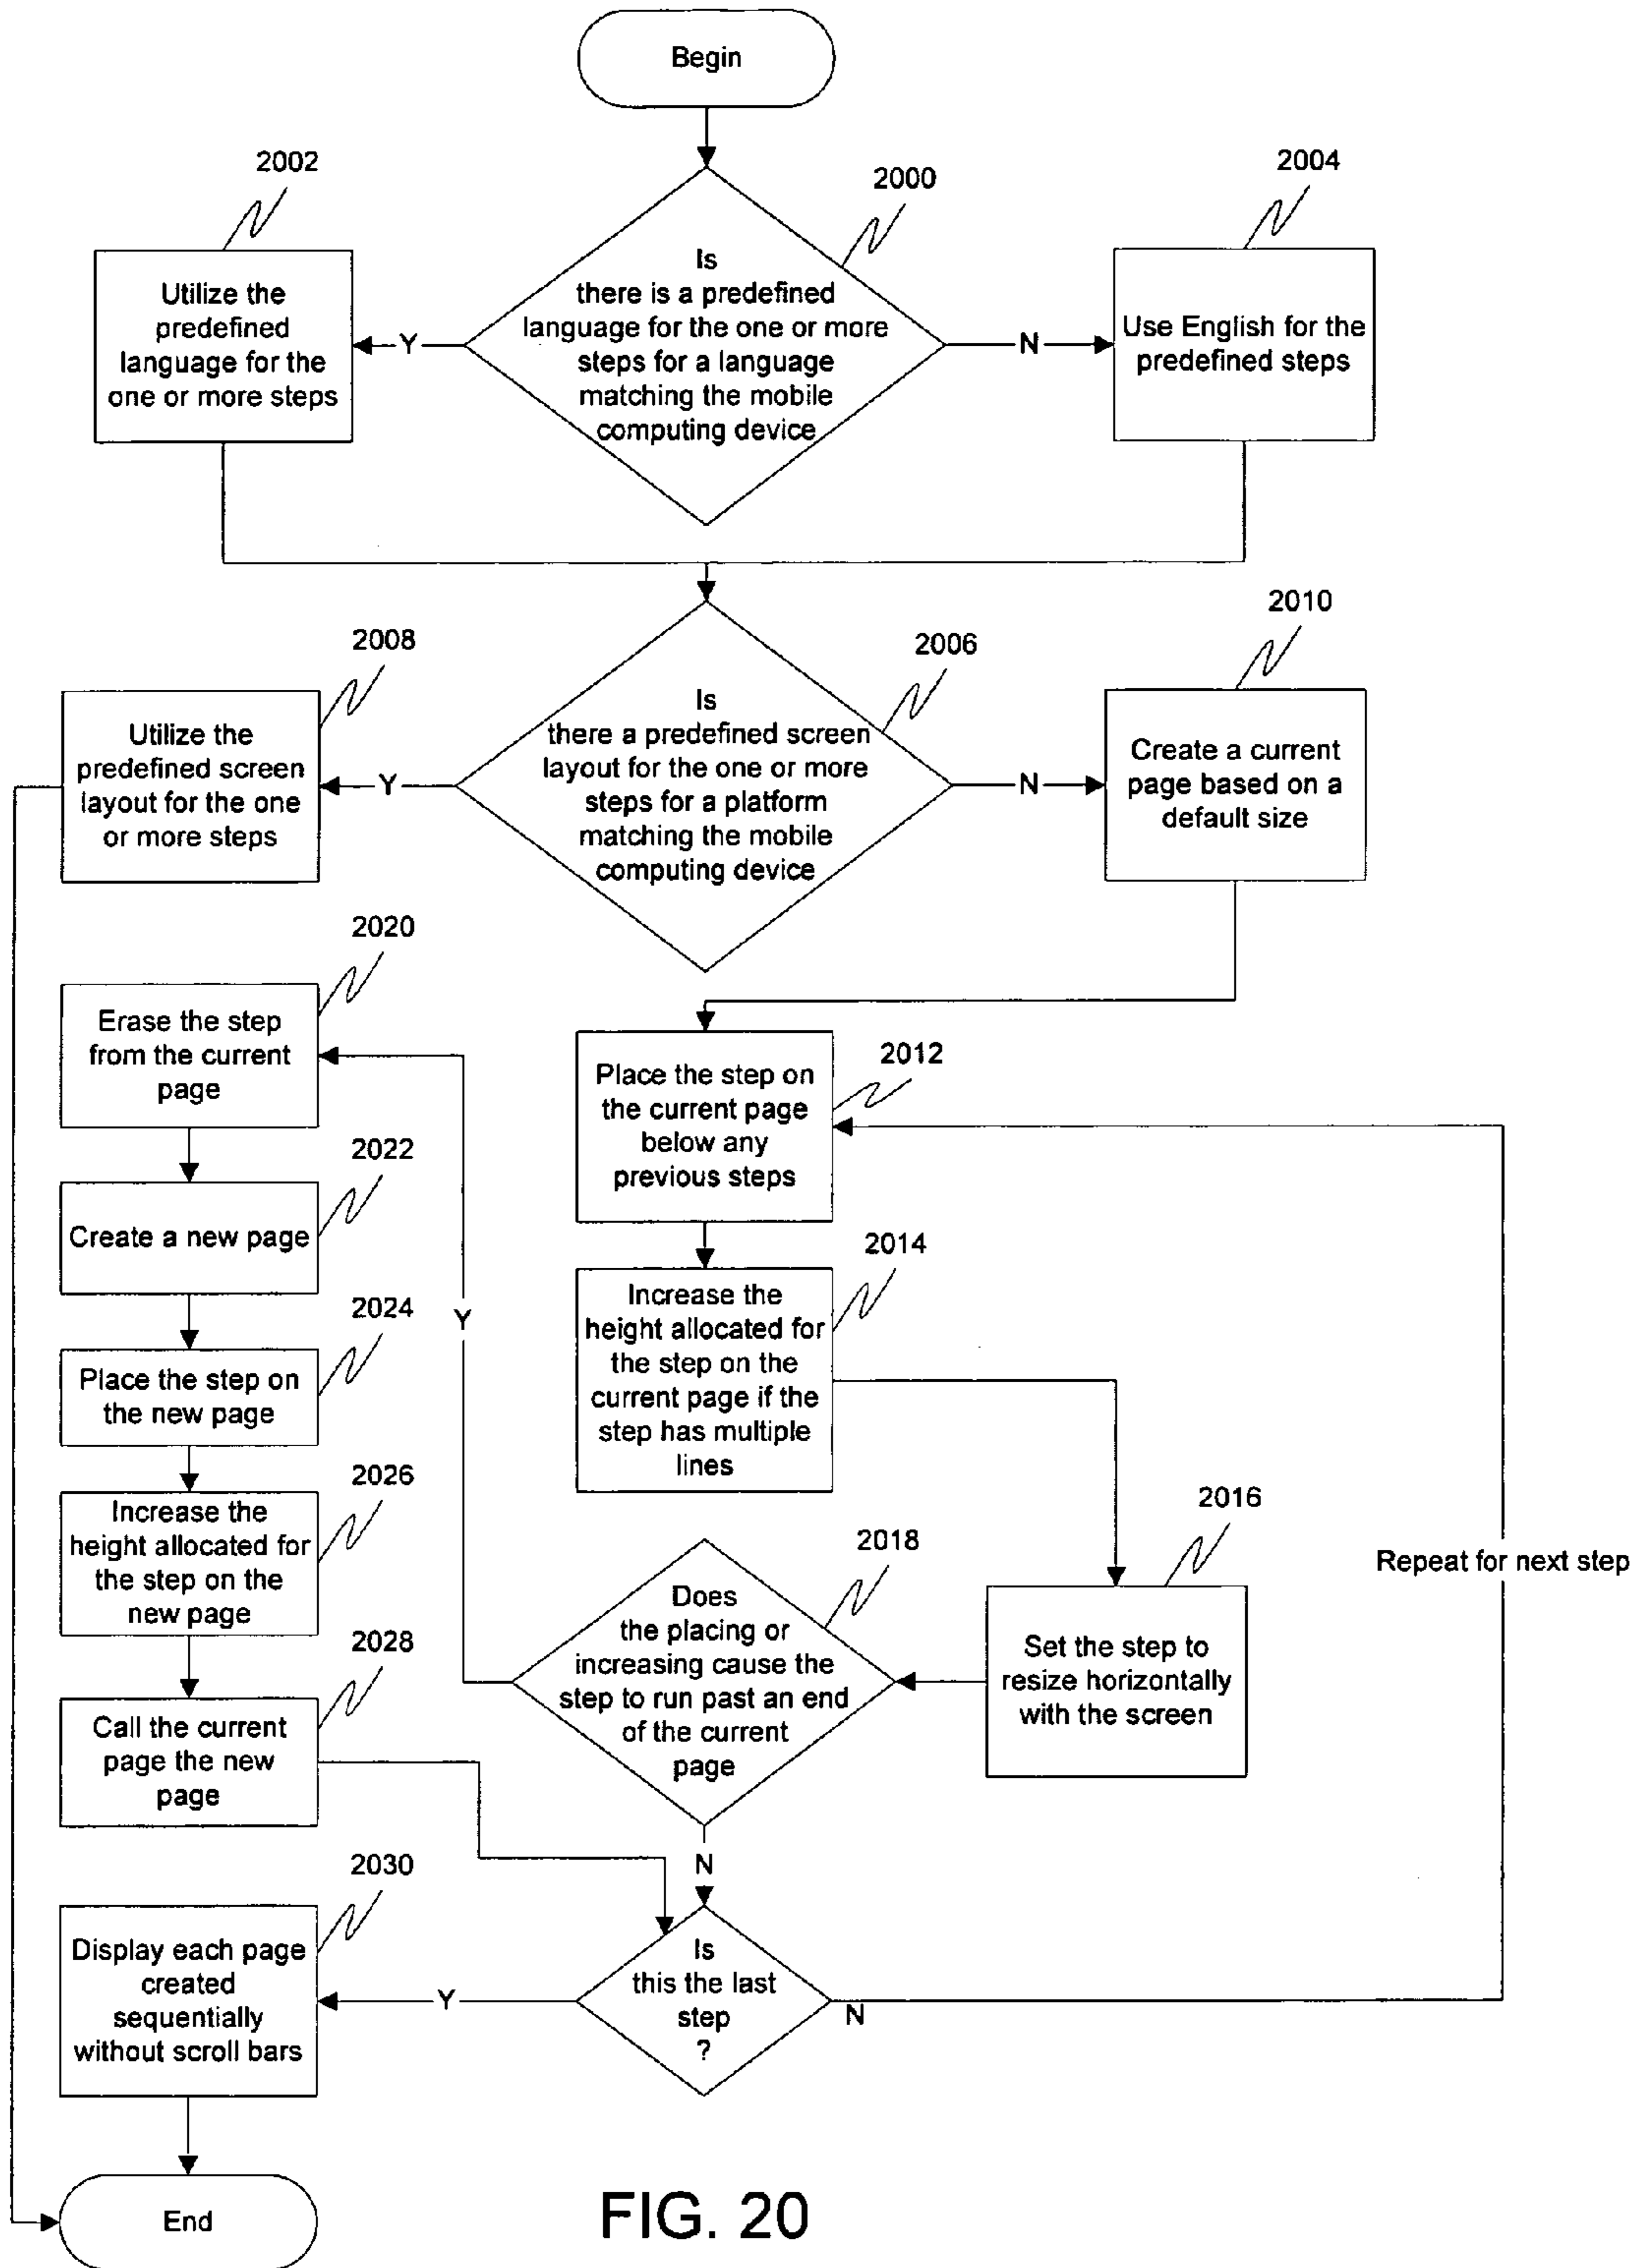 Begin
2002
2000
2004
Utilize the
predefined
language for the
one or more steps
Y
Is
there is a predefined
language for the one or more
steps for a language
matching the mobile
computing device
N
Use English for the
predefined steps
2008
2006
2010
Utilize the
predefined screen
layout for the one
or more steps
Y
Is
there a predefined screen
layout for the one or more
steps for a platform
matching the mobile
computing device
N
Create a current
page based on a
default size
2020
Erase the step
from the current
page
2012
Place the step on
the current page
below any
previous steps
2022
Create a new page
2014
Increase the
height allocated for
the step on the
current page if the
step has multiple
lines
Y
2024
Place the step on
the new page
2026
Increase the
height allocated for
the step on the
new page
2016
Set the step to
resize horizontally
with the screen
Repeat for next step
2018
Does
the placing or
increasing cause the
step to run past an end
of the current
page
2028
Call the current
page the new
page
N
2030
Display each page
created
sequentially
without scroll bars
Y
Is
this the last
step
?
N
End
FIG. 20